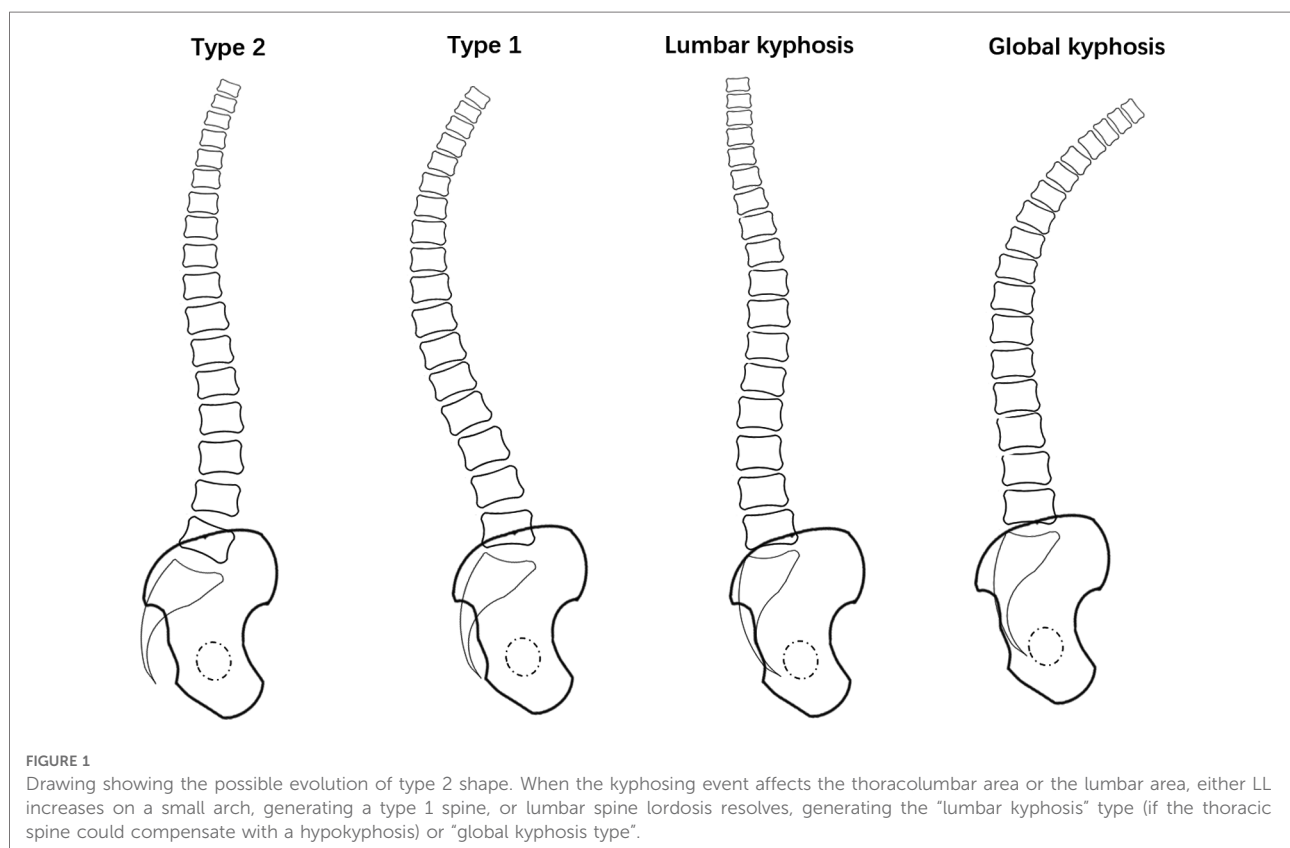 Type 2
Type 1
Lumbar kyphosis
Global kyphosis
FIGURE 1
Drawing showing the possible evolution of type 2 shape. When the kyphosing event affects the thoracolumbar area or the lumbar area, either LL
increases on a small arch, generating a type 1 spine, or lumbar spine lordosis resolves, generating the “lumbar kyphosis” type (if the thoracic
spine could compensate with a hypokyphosis) or “global kyphosis type”.